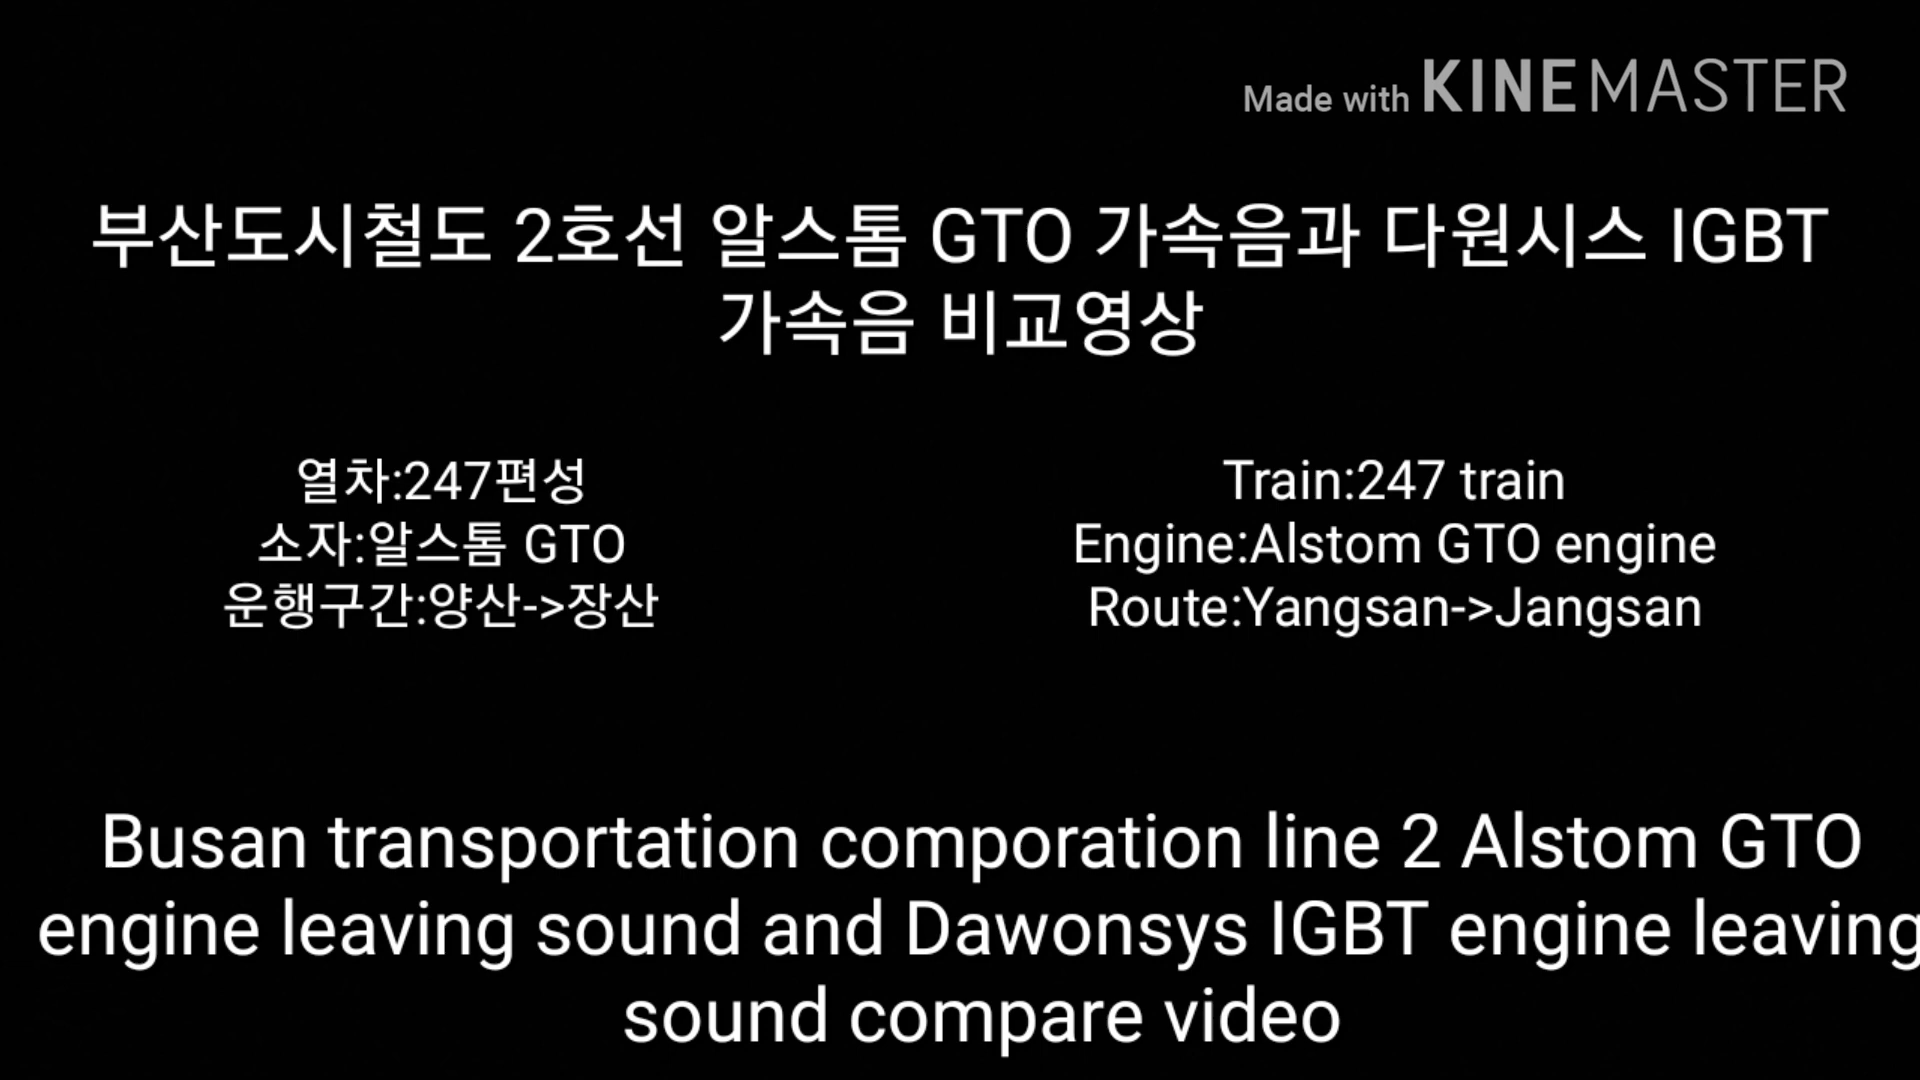 Made with KINEMASTER
부산도시철도 2호선 알스톰 GTO 가속음과 다원시스 IGBT
가속음 비교영상
열차:247편성
소자:알스톰 GTO
운행구간:양산->장산
Train:247 train
Engine:Alstom GTO engine
Route:Yangsan->Jangsan
Busan transportation comporation line 2 Alstom GTO
engine leaving sound and Dawonsys IGBT engine leaving
sound compare video